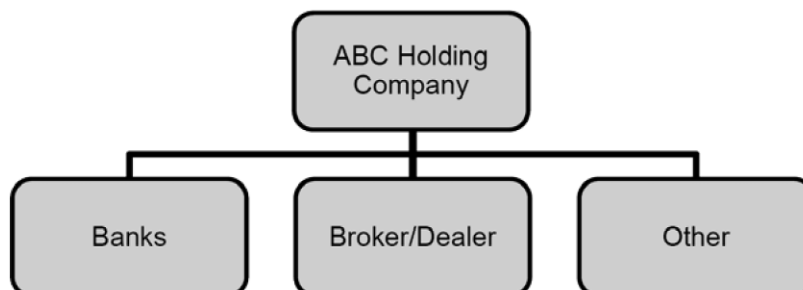 ABC Holding
Company
Banks
Broker/Dealer
Other